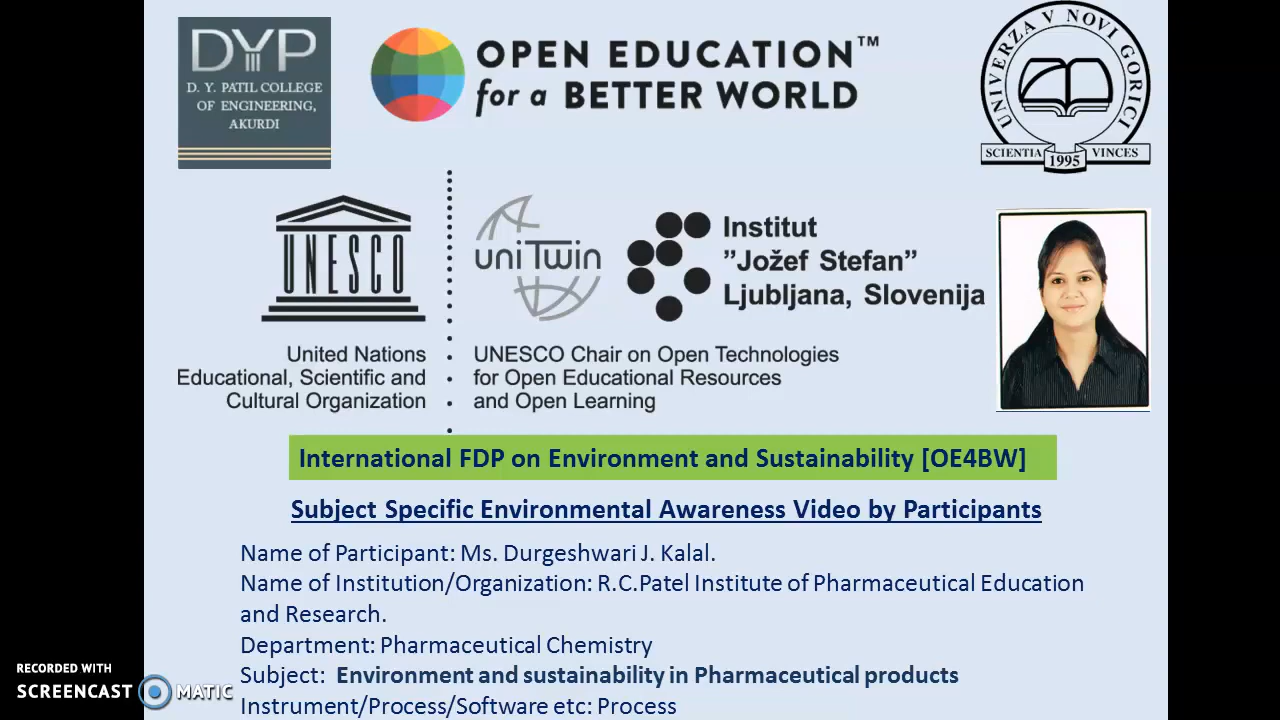 DYP
D. Y. PATIL COLLEGE
OF ENGINEERING,
AKURDI
OPEN EDUCATION™
for a BETTER WORLD
UNIVERZA V NOVI GORICI
SCIENTIA 1995 VINCES
UNESCO
United Nations
Educational, Scientific and
Cultural Organization
uniTwin
Institut
”Jožef Stefan”
Ljubljana, Slovenija
UNESCO Chair on Open Technologies
for Open Educational Resources
and Open Learning
International FDP on Environment and Sustainability [OE4BW]
Subject Specific Environmental Awareness Video by Participants
Name of Participant: Ms. Durgeshwari J. Kalal.
Name of Institution/Organization: R.C.Patel Institute of Pharmaceutical Education
and Research.
Department: Pharmaceutical Chemistry
Subject: Environment and sustainability in Pharmaceutical products
Instrument/Process/Software etc: Process
RECORDED WITH
SCREENCAST MATIC